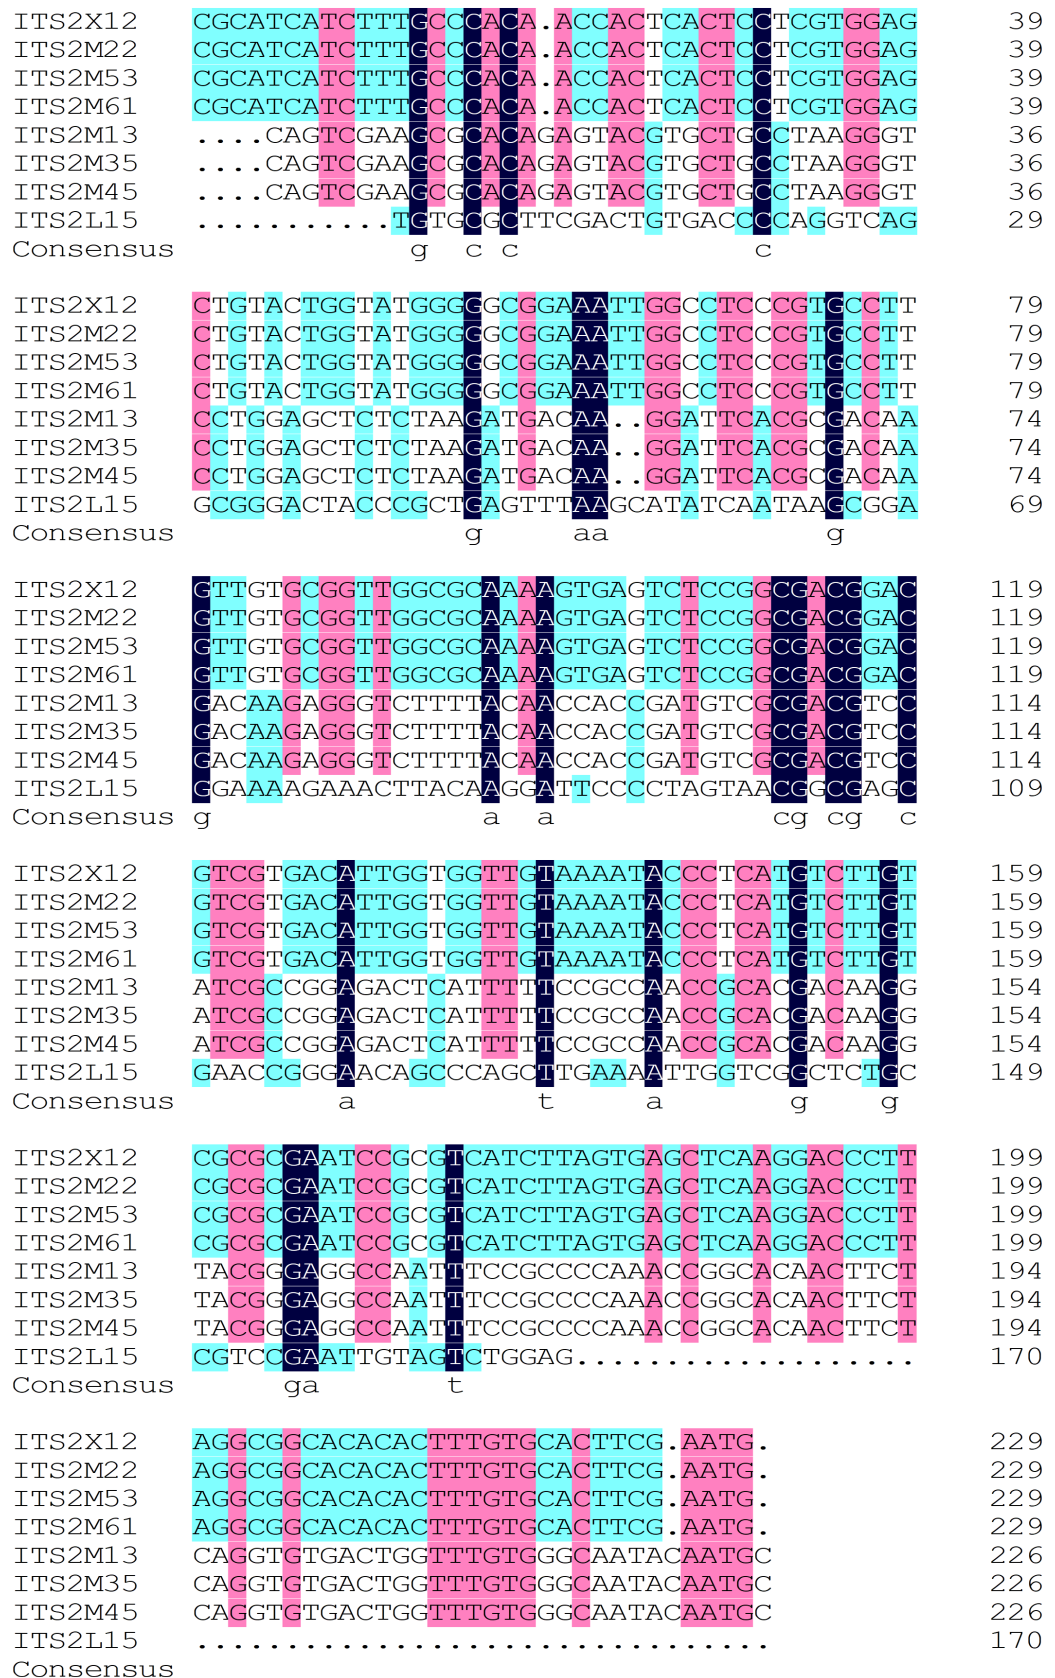 ITS2X12 CGCATCATCTTTGCCCACA.ACCACTCACTCCTCGTGGAG 39
ITS2M22 CGCATCATCTTTGCCCACA.ACCACTCACTCCTCGTGGAG 39
ITS2M53 CGCATCATCTTTGCCCACA.ACCACTCACTCCTCGTGGAG 39
ITS2M61 CGCATCATCTTTGCCCACA.ACCACTCACTCCTCGTGGAG 39
ITS2M13 ....CAGTCGAAGCGCACAGAGTACGTGCTGCCTAAGGGT 36
ITS2M35 ....CAGTCGAAGCGCACAGAGTACGTGCTGCCTAAGGGT 36
ITS2M45 ....CAGTCGAAGCGCACAGAGTACGTGCTGCCTAAGGGT 36
ITS2L15 ...........TGTGCGCTTCGACTGTGACCCCAGGTCAG 29
Consensus g c c c
ITS2X12 CTGTACTGGTATGGGGGCGGAAATTGGCCTCCCGTGCCTT 79
ITS2M22 CTGTACTGGTATGGGGGCGGAAATTGGCCTCCCGTGCCTT 79
ITS2M53 CTGTACTGGTATGGGGGCGGAAATTGGCCTCCCGTGCCTT 79
ITS2M61 CTGTACTGGTATGGGGGCGGAAATTGGCCTCCCGTGCCTT 79
ITS2M13 CCTGGAGCTCTCTAAGATGACAA..GGATTCACGCGACAA 74
ITS2M35 CCTGGAGCTCTCTAAGATGACAA..GGATTCACGCGACAA 74
ITS2M45 CCTGGAGCTCTCTAAGATGACAA..GGATTCACGCGACAA 74
ITS2L15 GCGGGACTACCCGCTGAGTTTAAGCATATCAATAAGCGGA 69
Consensus g aa g
ITS2X12 GTTGTGCGGTTGGCGCAAAAGTGAGTCTCCGGCGACGGAC 119
ITS2M22 GTTGTGCGGTTGGCGCAAAAGTGAGTCTCCGGCGACGGAC 119
ITS2M53 GTTGTGCGGTTGGCGCAAAAGTGAGTCTCCGGCGACGGAC 119
ITS2M61 GTTGTGCGGTTGGCGCAAAAGTGAGTCTCCGGCGACGGAC 119
ITS2M13 GACAAGAGGGTCTTTTACAACCACCGATGTCGCGACGTCC 114
ITS2M35 GACAAGAGGGTCTTTTACAACCACCGATGTCGCGACGTCC 114
ITS2M45 GACAAGAGGGTCTTTTACAACCACCGATGTCGCGACGTCC 114
ITS2L15 GGAAAAGAAACTTACAAGGATTCCCCTAGTAACGGCGAGC 109
Consensus g a a cg cg c
ITS2X12 GTCGTGACATTGGTGGTTGTAAAATACCCTCATGTCTTGT 159
ITS2M22 GTCGTGACATTGGTGGTTGTAAAATACCCTCATGTCTTGT 159
ITS2M53 GTCGTGACATTGGTGGTTGTAAAATACCCTCATGTCTTGT 159
ITS2M61 GTCGTGACATTGGTGGTTGTAAAATACCCTCATGTCTTGT 159
ITS2M13 ATCGCCGGAGACTCATTTTTCCGCCAACCGCACGACAAGG 154
ITS2M35 ATCGCCGGAGACTCATTTTTCCGCCAACCGCACGACAAGG 154
ITS2M45 ATCGCCGGAGACTCATTTTTCCGCCAACCGCACGACAAGG 154
ITS2L15 GAACCGGGAACAGCCCAGCTTGAAAATTGGTCGGCTCTGC 149
Consensus a t a g g
ITS2X12 CGCGCGAATCCGCGTCATCTTAGTGAGCTCAAGGACCCTT 199
ITS2M22 CGCGCGAATCCGCGTCATCTTAGTGAGCTCAAGGACCCTT 199
ITS2M53 CGCGCGAATCCGCGTCATCTTAGTGAGCTCAAGGACCCTT 199
ITS2M61 CGCGCGAATCCGCGTCATCTTAGTGAGCTCAAGGACCCTT 199
ITS2M13 TACGGGAGGCCAATTTCCGCCCCAAACCGGCACAACTTCT 194
ITS2M35 TACGGGAGGCCAATTTCCGCCCCAAACCGGCACAACTTCT 194
ITS2M45 TACGGGAGGCCAATTTCCGCCCCAAACCGGCACAACTTCT 194
ITS2L15 CGTCCGAATTGTAGTCTGGAG................... 170
Consensus ga t
ITS2X12 AGGCGGCACACACTTTGTGCACTTCG.AATG. 229
ITS2M22 AGGCGGCACACACTTTGTGCACTTCG.AATG. 229
ITS2M53 AGGCGGCACACACTTTGTGCACTTCG.AATG. 229
ITS2M61 AGGCGGCACACACTTTGTGCACTTCG.AATG. 229
ITS2M13 CAGGTGTGACTGGTTTGTGGGCAATACAATGC 226
ITS2M35 CAGGTGTGACTGGTTTGTGGGCAATACAATGC 226
ITS2M45 CAGGTGTGACTGGTTTGTGGGCAATACAATGC 226
ITS2L15 ................................ 170
Consensus